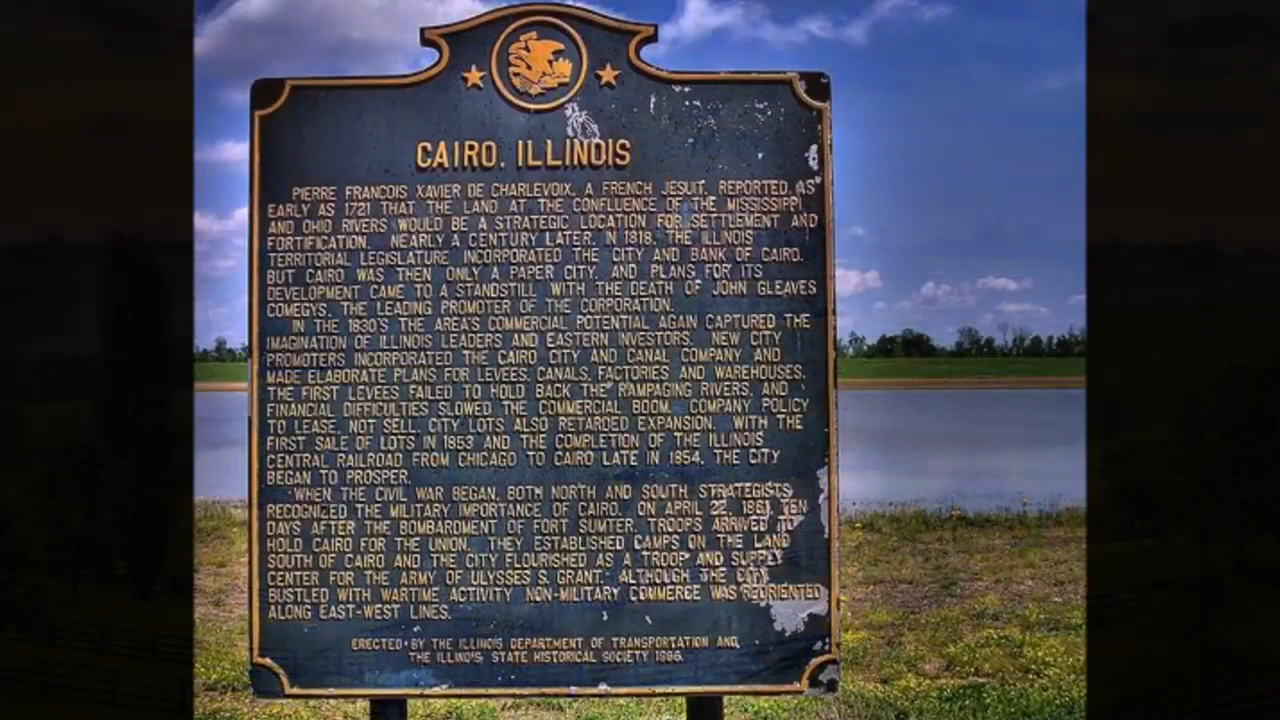 CAIRO, ILLINOIS
PIERRE FRANCOIS XAVIER DE CHARLEVOIX, A FRENCH JESUIT, REPORTED, AS
EARLY AS 1721 THAT THE LAND AT THE CONFLUENCE OF THE MISSISSIPPI
AND OHIO RIVERS WOULD BE A STRATEGIC LOCATION FOR SETTLEMENT AND
FORTIFICATION. NEARLY A CENTURY LATER, IN 1818, THE ILLINOIS
TERRITORIAL LEGISLATURE INCORPORATED THE CITY AND BANK OF CAIRO.
BUT CAIRO WAS THEN ONLY A PAPER CITY, AND PLANS FOR ITS
DEVELOPMENT CAME TO A STANDSTILL WITH THE DEATH OF JOHN GLEAVES
COMEGYS, THE LEADING PROMOTER OF THE CORPORATION.
IN THE 1830'S THE AREA'S COMMERCIAL POTENTIAL AGAIN CAPTURED THE
IMAGINATION OF ILLINOIS LEADERS AND EASTERN INVESTORS. NEW CITY
PROMOTERS INCORPORATED THE CAIRO CITY AND CANAL COMPANY AND
MADE ELABORATE PLANS FOR LEVEES, CANALS, FACTORIES AND WAREHOUSES.
THE FIRST LEVEES FAILED TO HOLD BACK THE RAMPAGING RIVERS, AND
FINANCIAL DIFFICULTIES SLOWED THE COMMERCIAL BOOM. COMPANY POLICY
TO LEASE, NOT SELL, CITY LOTS ALSO RETARDED EXPANSION. WITH THE
FIRST SALE OF LOTS IN 1853 AND THE COMPLETION OF THE ILLINOIS
CENTRAL RAILROAD FROM CHICAGO TO CAIRO LATE IN 1854, THE CITY
BEGAN TO PROSPER.
WHEN THE CIVIL WAR BEGAN, BOTH NORTH AND SOUTH STRATEGISTS
RECOGNIZED THE MILITARY IMPORTANCE OF CAIRO. ON APRIL 22, 1861, TEN
DAYS AFTER THE BOMBARDMENT OF FORT SUMTER, TROOPS ARRIVED TO
HOLD CAIRO FOR THE UNION. THEY ESTABLISHED CAMPS ON THE LAND
SOUTH OF CAIRO AND THE CITY FLOURISHED AS A TROOP AND SUPPLY
CENTER FOR THE ARMY OF ULYSSES S. GRANT. ALTHOUGH THE CITY
BUSTLED WITH WARTIME ACTIVITY NON-MILITARY COMMERCE WAS REORIENTED
ALONG EAST-WEST LINES.
ERECTED BY THE ILLINOIS DEPARTMENT OF TRANSPORTATION AND
THE ILLINOIS STATE HISTORICAL SOCIETY 1986.